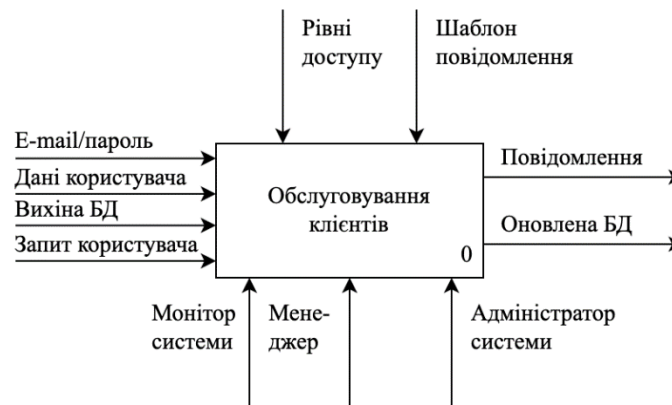 Рівні
доступу
Шаблон
повідомлення
E-mail/пароль
Дані користувача
Вихіна БД
Запит користувача
Обслуговування
клієнтів
0
Повідомлення
Оновлена БД
Монітор
системи
Мене-
джер
Адміністратор
системи